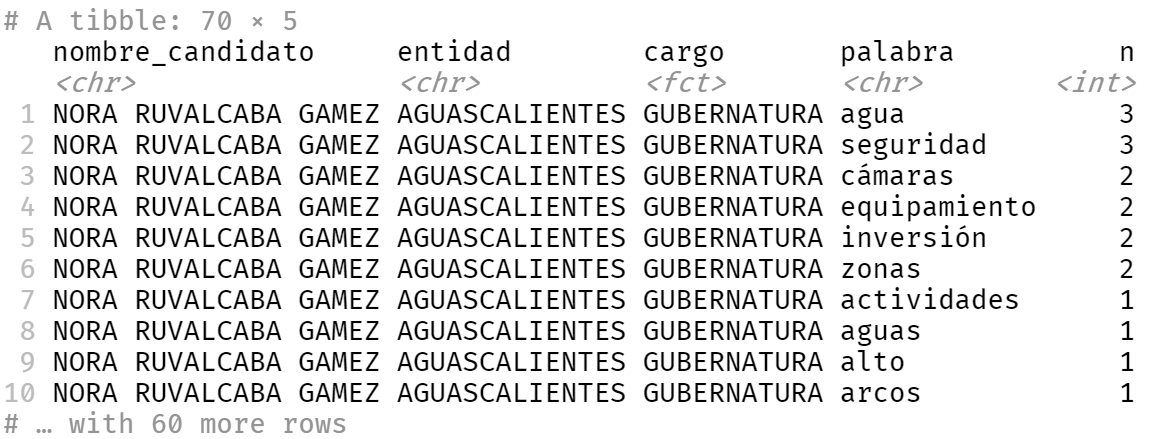 # A tibble: 70 × 5
nombre_candidato entidad cargo palabra n
<chr> <chr> <fct> <chr> <int>
1 NORA RUVALCABA GAMEZ AGUASCALIENTES GUBERNATURA agua 3
2 NORA RUVALCABA GAMEZ AGUASCALIENTES GUBERNATURA seguridad 3
3 NORA RUVALCABA GAMEZ AGUASCALIENTES GUBERNATURA cámaras 2
4 NORA RUVALCABA GAMEZ AGUASCALIENTES GUBERNATURA equipamiento 2
5 NORA RUVALCABA GAMEZ AGUASCALIENTES GUBERNATURA inversión 2
6 NORA RUVALCABA GAMEZ AGUASCALIENTES GUBERNATURA zonas 2
7 NORA RUVALCABA GAMEZ AGUASCALIENTES GUBERNATURA actividades 1
8 NORA RUVALCABA GAMEZ AGUASCALIENTES GUBERNATURA aguas 1
9 NORA RUVALCABA GAMEZ AGUASCALIENTES GUBERNATURA alto 1
10 NORA RUVALCABA GAMEZ AGUASCALIENTES GUBERNATURA arcos 1
# … with 60 more rows